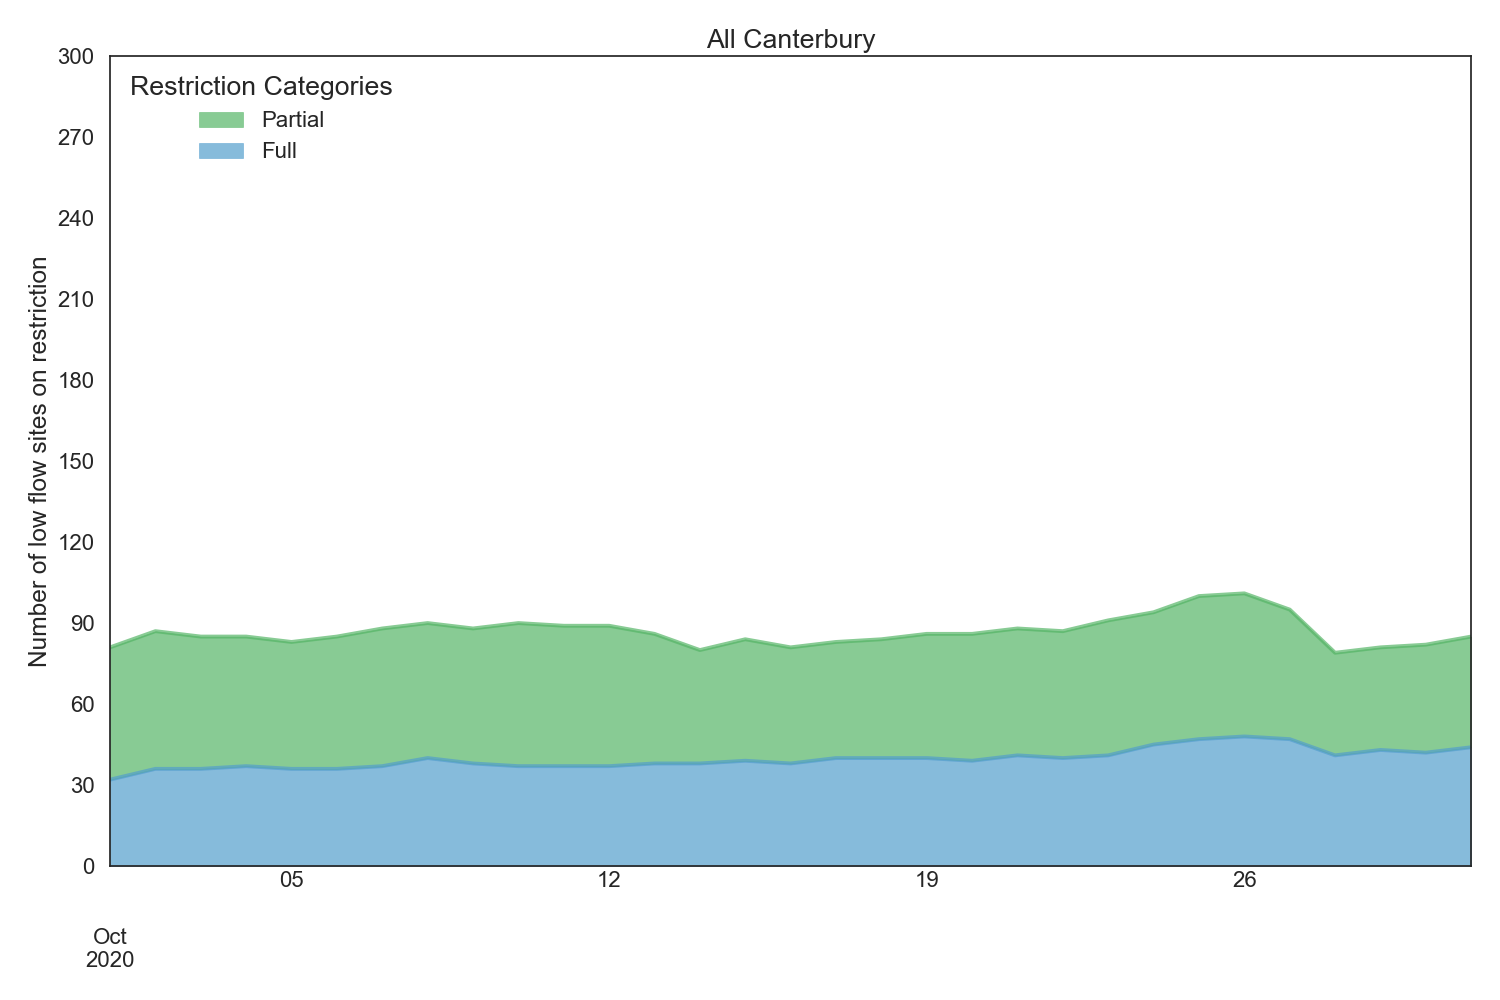 All Canterbury
Restriction Categories
Partial
Full
Number of low flow sites on restriction
300
270
240
210
180
150
120
90
60
30
0
05
12
19
26
Oct
2020